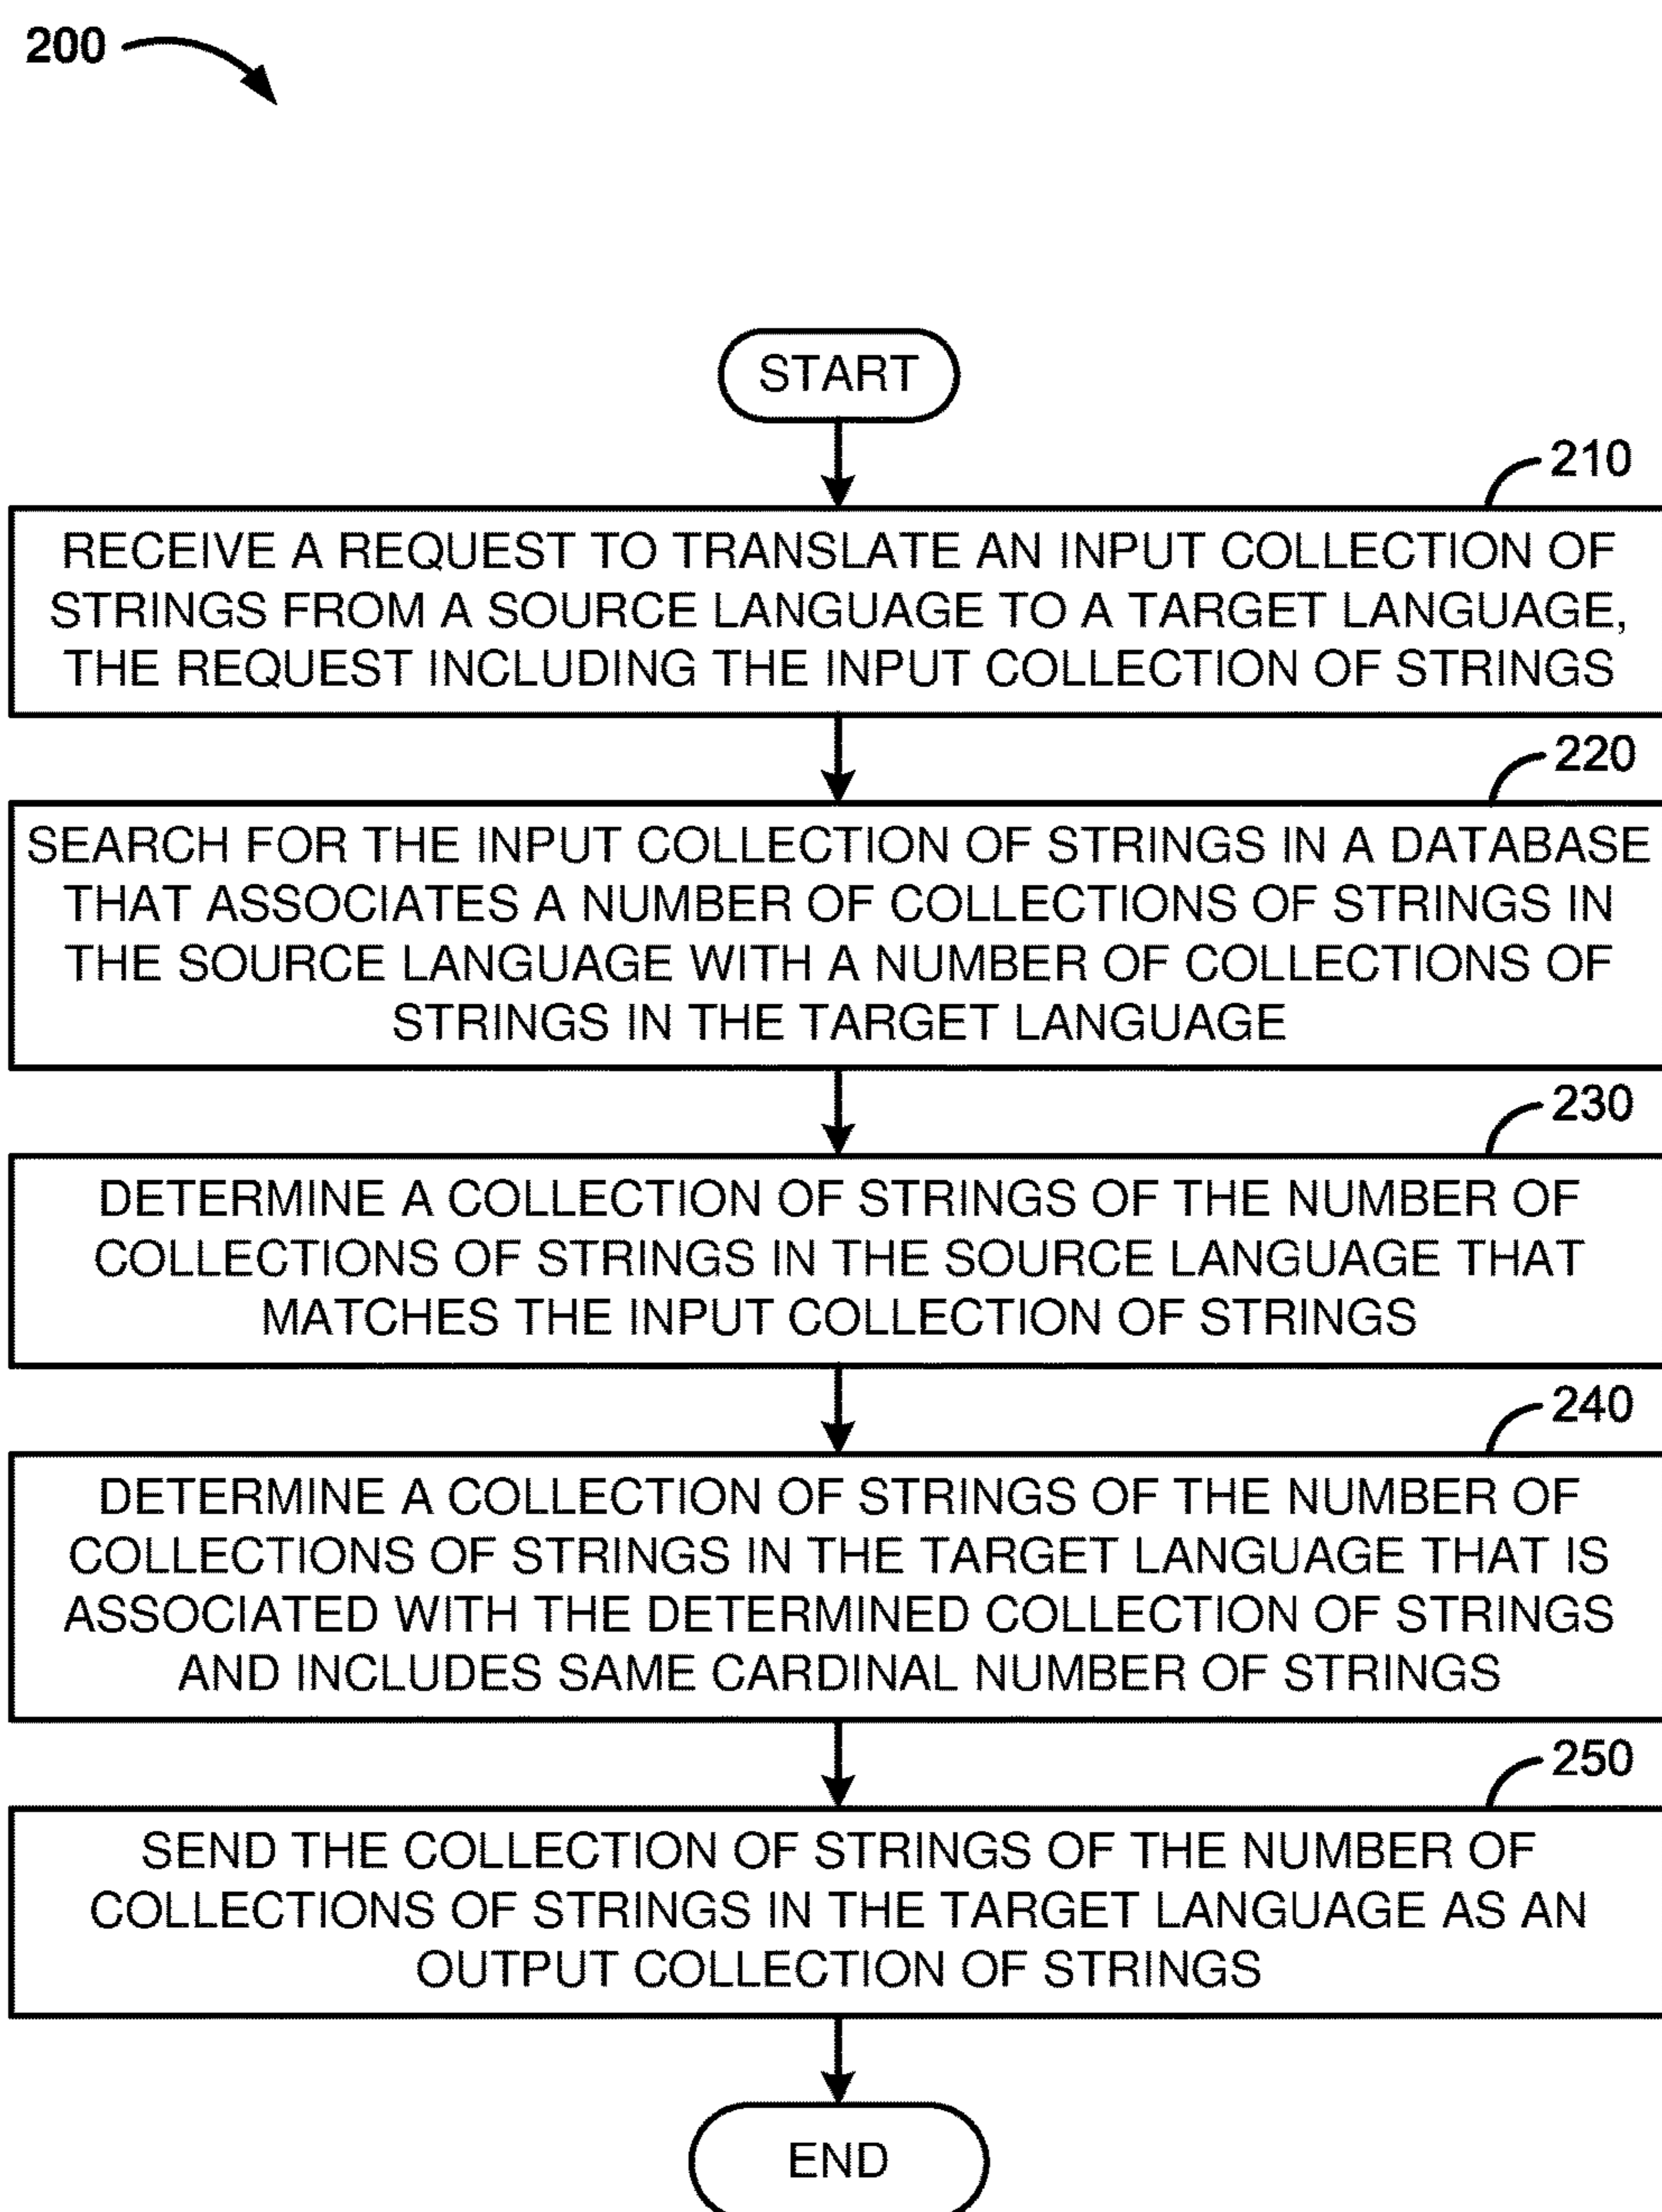 200
START
210
RECEIVE A REQUEST TO TRANSLATE AN INPUT COLLECTION OF
STRINGS FROM A SOURCE LANGUAGE TO A TARGET LANGUAGE,
THE REQUEST INCLUDING THE INPUT COLLECTION OF STRINGS
220
SEARCH FOR THE INPUT COLLECTION OF STRINGS IN A DATABASE
THAT ASSOCIATES A NUMBER OF COLLECTIONS OF STRINGS IN
THE SOURCE LANGUAGE WITH A NUMBER OF COLLECTIONS OF
STRINGS IN THE TARGET LANGUAGE
230
DETERMINE A COLLECTION OF STRINGS OF THE NUMBER OF
COLLECTIONS OF STRINGS IN THE SOURCE LANGUAGE THAT
MATCHES THE INPUT COLLECTION OF STRINGS
240
DETERMINE A COLLECTION OF STRINGS OF THE NUMBER OF
COLLECTIONS OF STRINGS IN THE TARGET LANGUAGE THAT IS
ASSOCIATED WITH THE DETERMINED COLLECTION OF STRINGS
AND INCLUDES SAME CARDINAL NUMBER OF STRINGS
250
SEND THE COLLECTION OF STRINGS OF THE NUMBER OF
COLLECTIONS OF STRINGS IN THE TARGET LANGUAGE AS AN
OUTPUT COLLECTION OF STRINGS
END